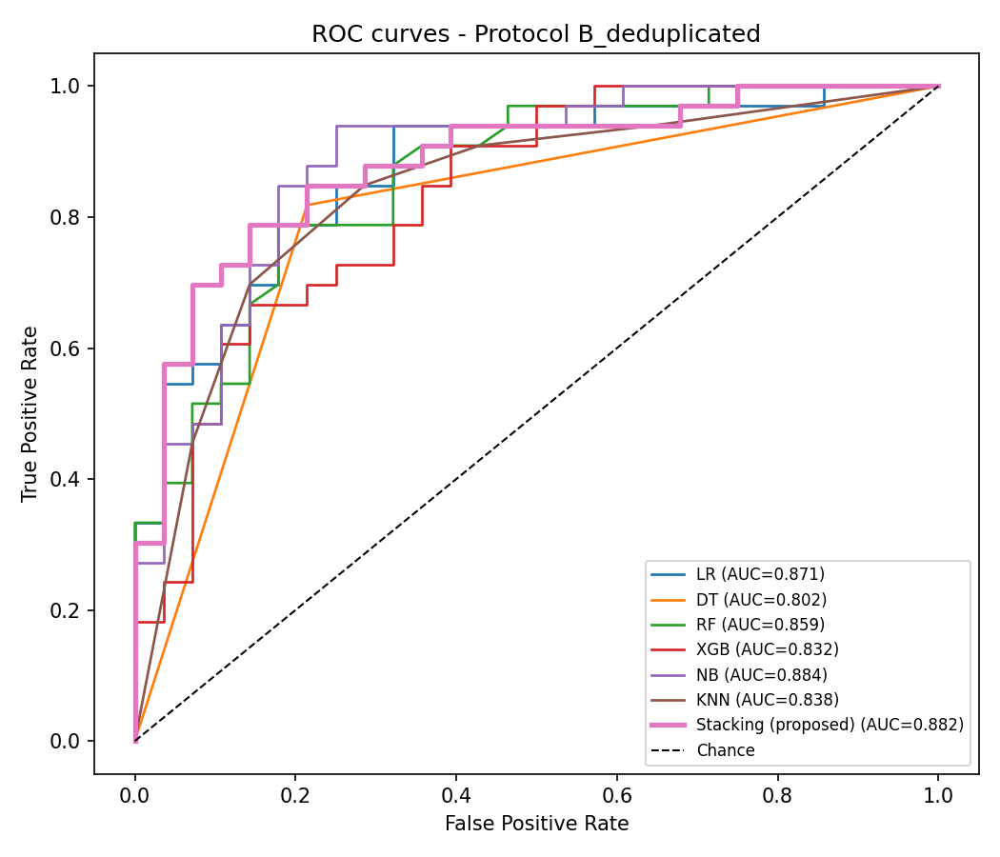 ROC curves - Protocol B_deduplicated
True Positive Rate
1.0
0.8
0.6
0.4
0.2
0.0
0.0 0.2 0.4 0.6 0.8 1.0
False Positive Rate
LR (AUC=0.871)
DT (AUC=0.802)
RF (AUC=0.859)
XGB (AUC=0.832)
NB (AUC=0.884)
KNN (AUC=0.838)
Stacking (proposed) (AUC=0.882)
Chance